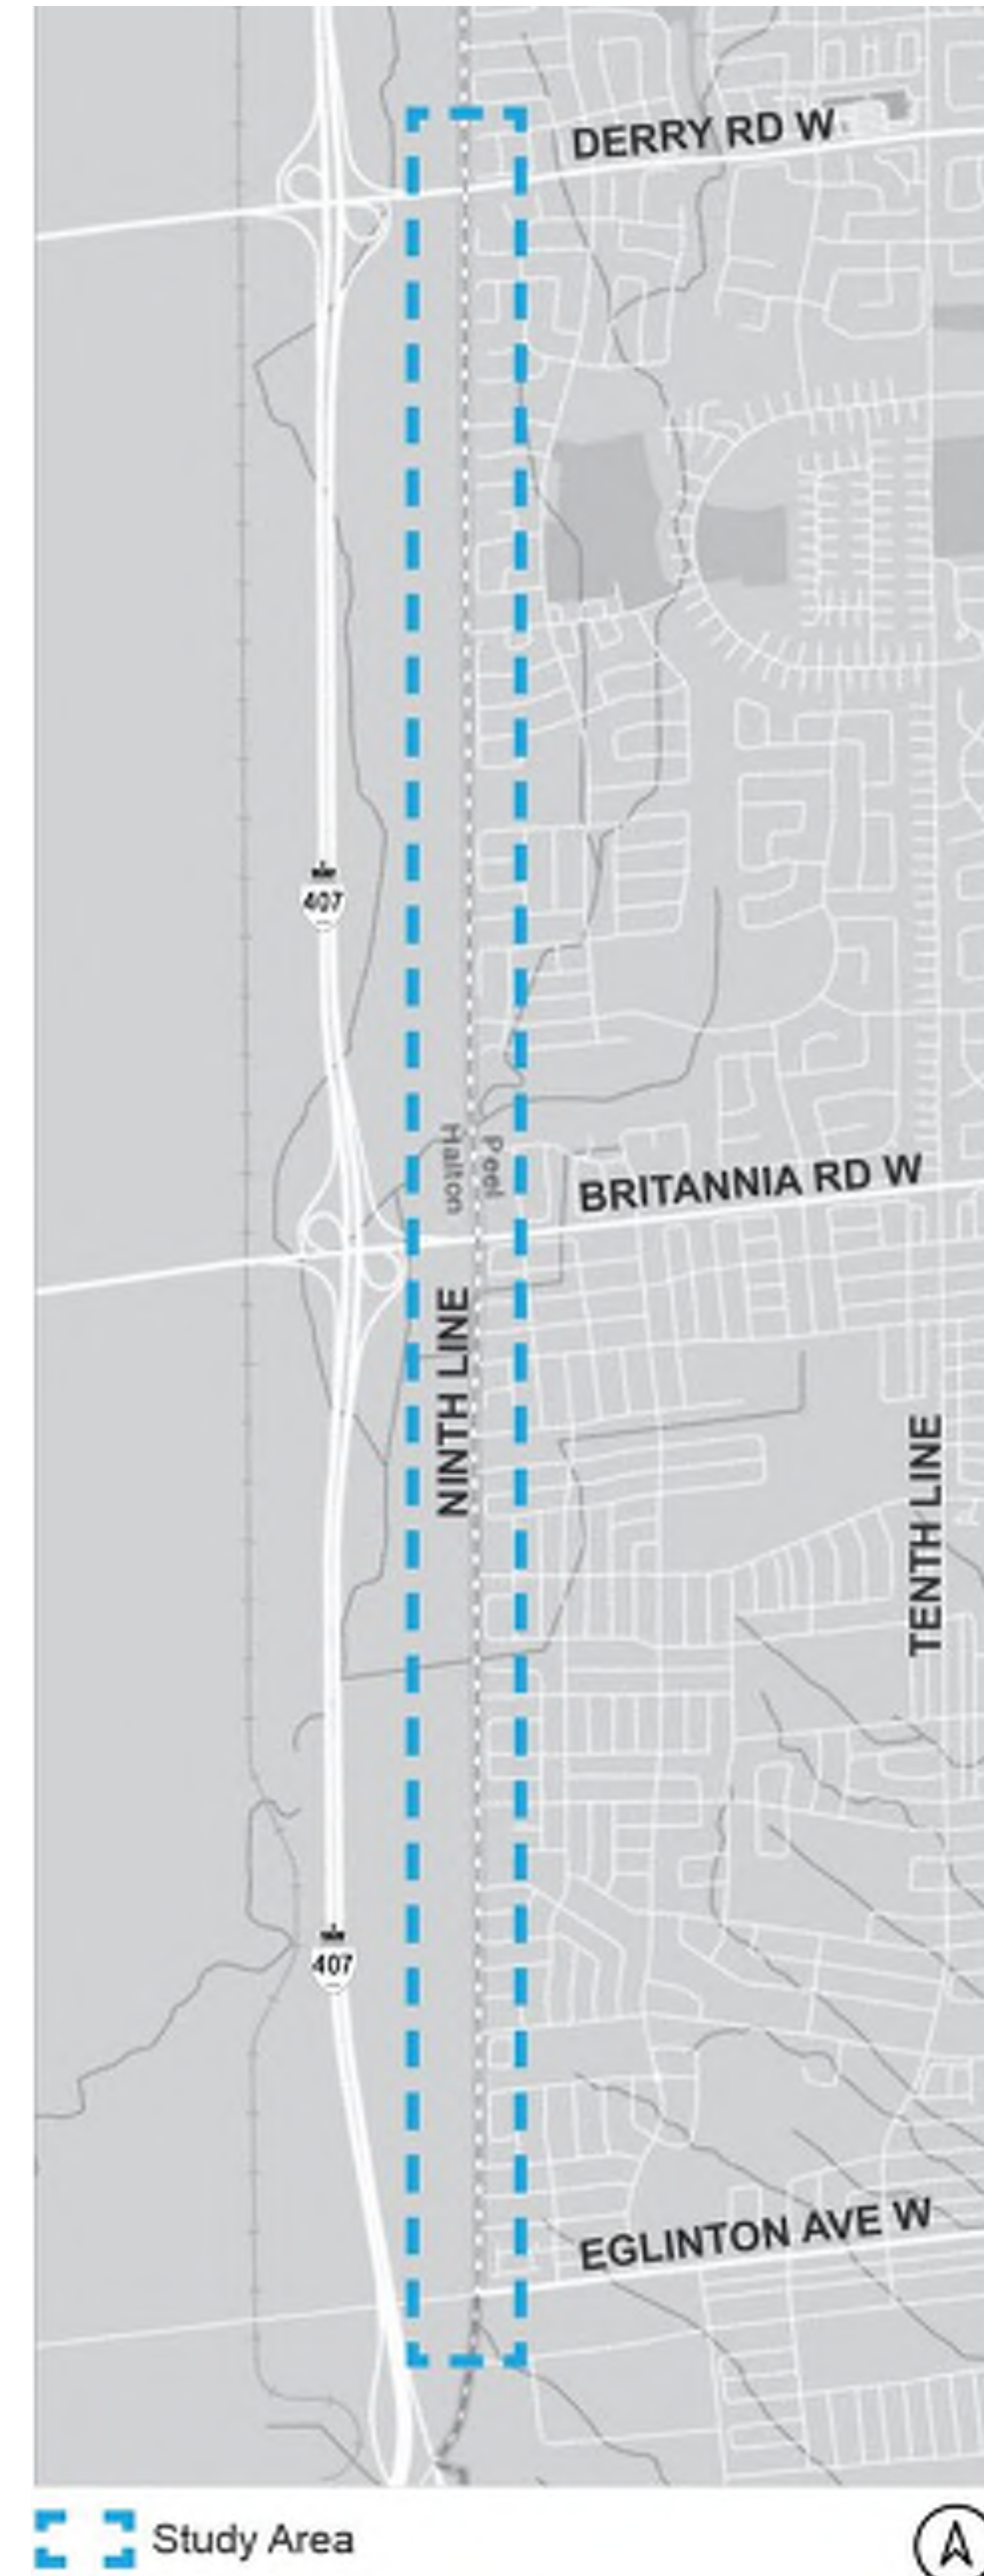 DERRY RD W
407
Halton
Peel
BRITANNIA RD W
NINTH LINE
TENTH LINE
407
EGLINTON AVE W
Study Area